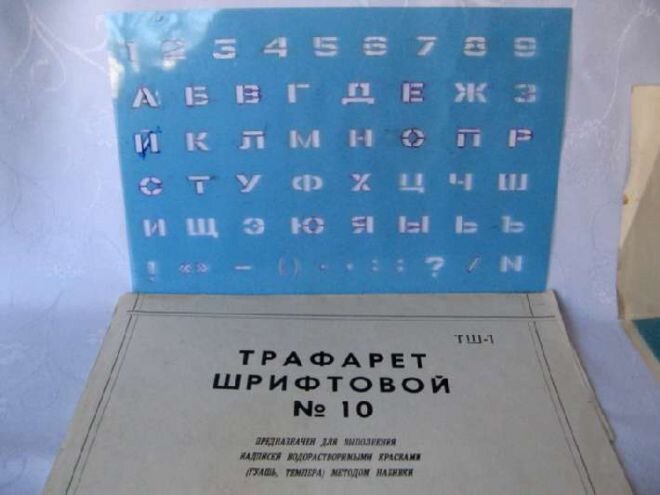 1 2 3 4 5 6 7 8 9
А Б В Г Д Е Ж З
Й К Л М Н О П Р
С Т У Ф Х Ц Ч Ш
И Щ Э Ю Я Ы Ь Ъ
! «» – ( ) · , : ; ? / N
ТШ-1
ТРАФАРЕТ
ШРИФТОВОЙ
№ 10
ПРЕДНАЗНАЧЕН ДЛЯ ВЫПОЛНЕНИЯ
НАДПИСЕЙ ВОДОРАСТВОРИМЫМИ КРАСКАМИ
(ГУАШЬ, ТЕМПЕРА) МЕТОДОМ НАБИВКИ